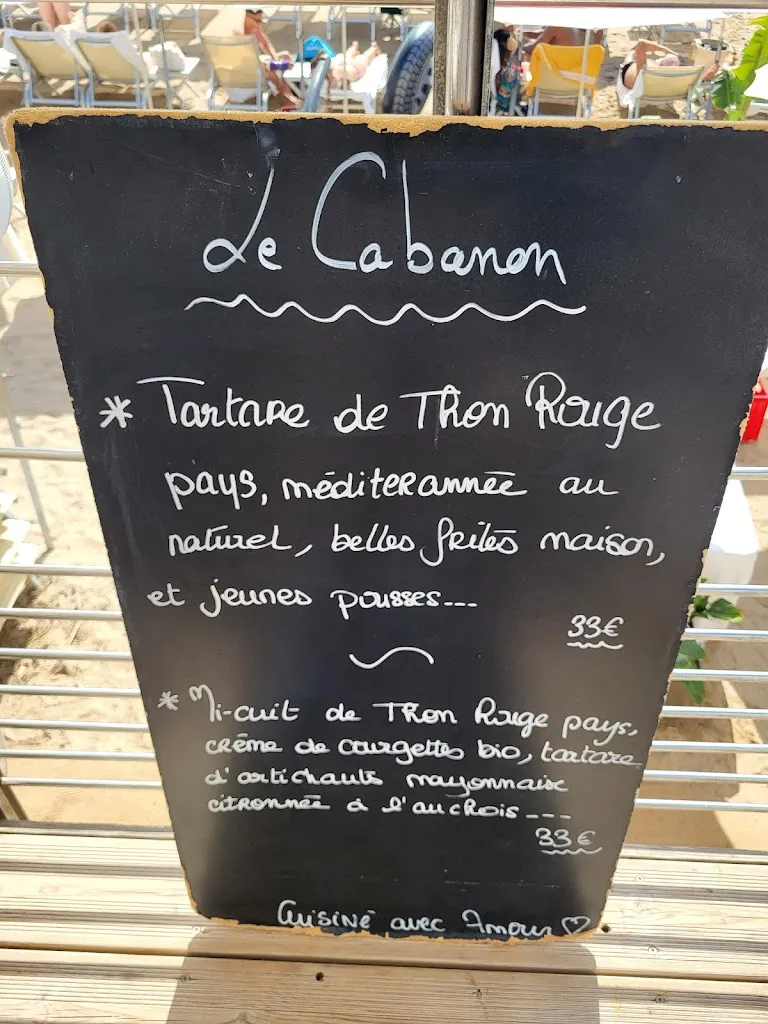 Le Cabanon
* Tartare de Thon Rouge
pays, méditerannée au
naturel, belles frites maison,
et jeunes pousses...
33€
* Mi-cuit de Thon Rouge pays,
crème de courgettes bio, tartare
d'artichauts mayonnaise
citronnée à l'anchois ...
33€
Cuisiné avec Amour ♡